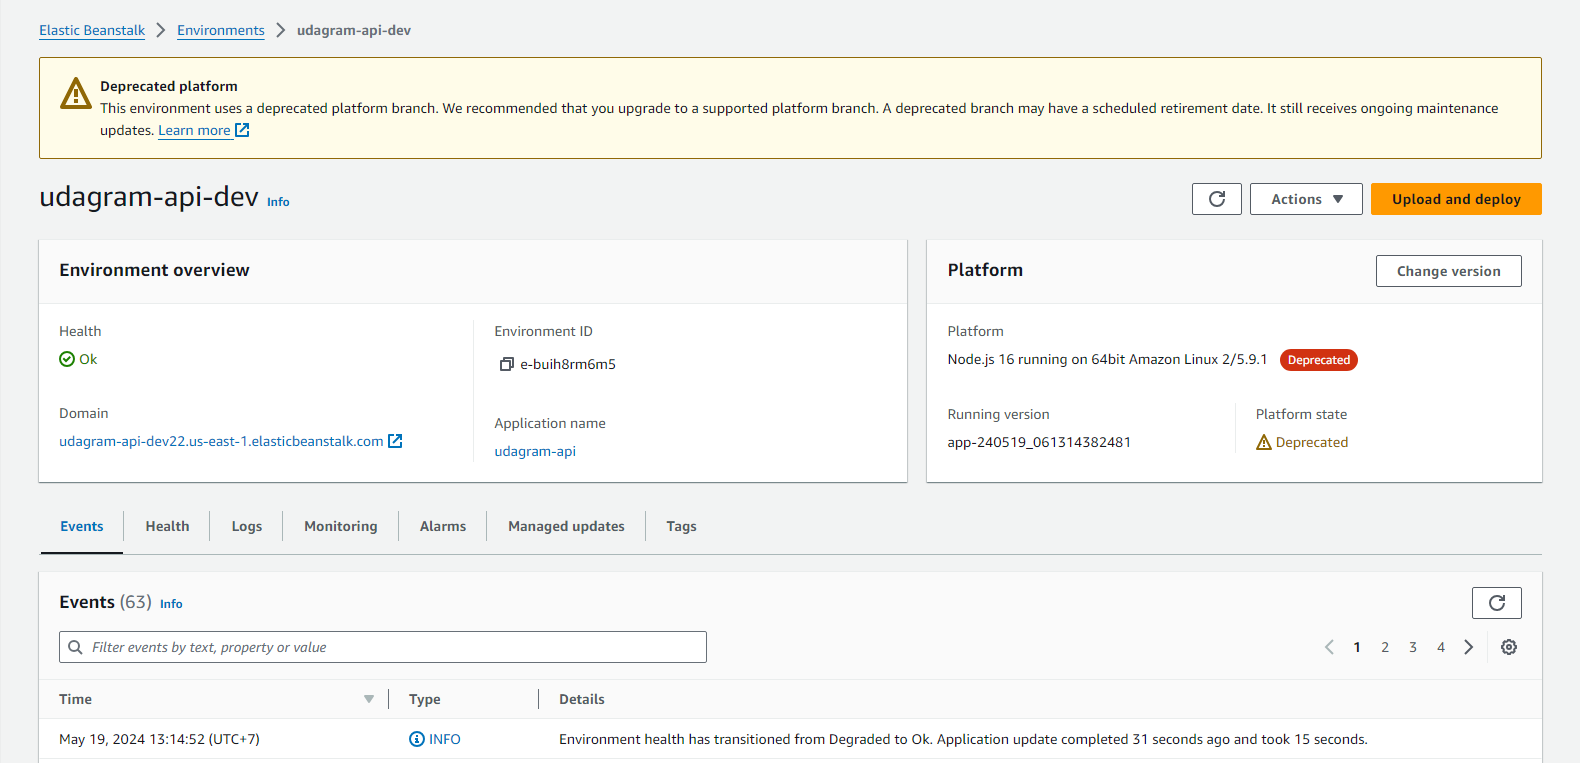 Elastic Beanstalk > Environments > udagram-api-dev
Deprecated platform
This environment uses a deprecated platform branch. We recommended that you upgrade to a supported platform branch. A deprecated branch may have a scheduled retirement date. It still receives ongoing maintenance
updates. Learn more
udagram-api-dev Info
Actions
Upload and deploy
Environment overview
Health
Ok
Domain
udagram-api-dev22.us-east-1.elasticbeanstalk.com
Environment ID
e-buih8rm6m5
Application name
udagram-api
Platform
Change version
Platform
Node.js 16 running on 64bit Amazon Linux 2/5.9.1 Deprecated
Running version
app-240519_061314382481
Platform state
Deprecated
Events Health Logs Monitoring Alarms Managed updates Tags
Events (63) Info
Filter events by text, property or value
1 2 3 4
Time Type Details
May 19, 2024 13:14:52 (UTC+7) INFO Environment health has transitioned from Degraded to Ok. Application update completed 31 seconds ago and took 15 seconds.